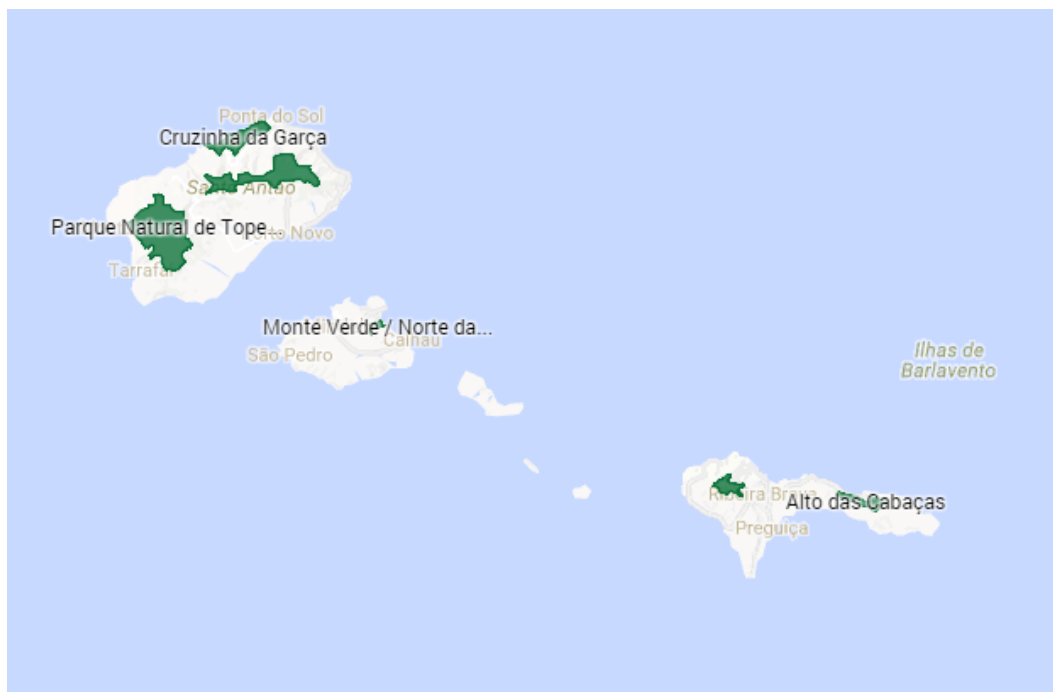 Ponta do Sol
Cruzinha da Garça
Santo Antão
Parque Natural de Tope...
Porto Novo
Tarrafal
Monte Verde / Norte da...
Calhau
São Pedro
Ilhas de
Barlavento
Ribeira Brava
Alto das Cabaças
Preguiça